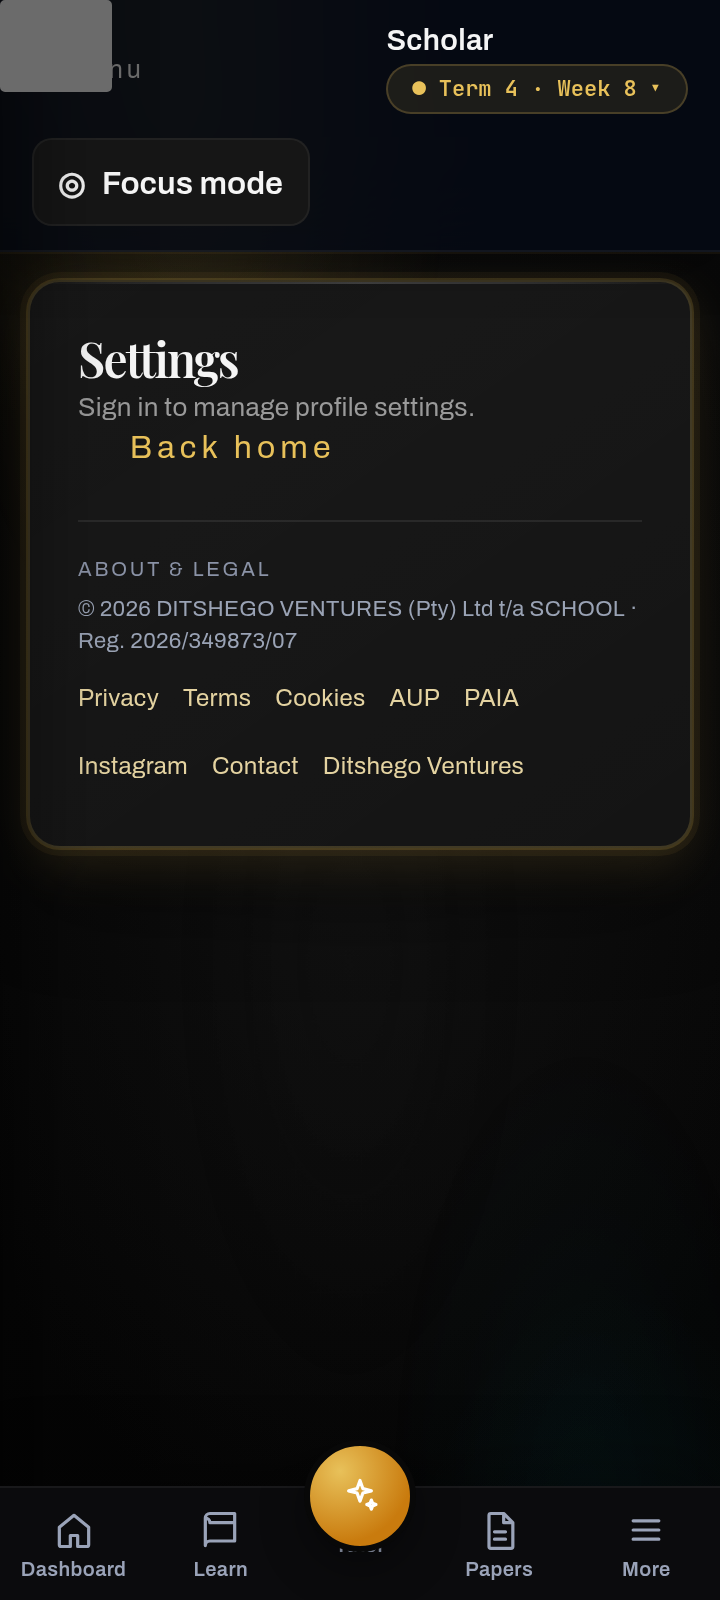 Scholar
Term 4 · Week 8 ▾
Focus mode
Settings
Sign in to manage profile settings.
Back home
ABOUT & LEGAL
© 2026 DITSHEGO VENTURES (Pty) Ltd t/a SCHOOL ·
Reg. 2026/349873/07
Privacy Terms Cookies AUP PAIA
Instagram Contact Ditshego Ventures
Dashboard Learn Papers More